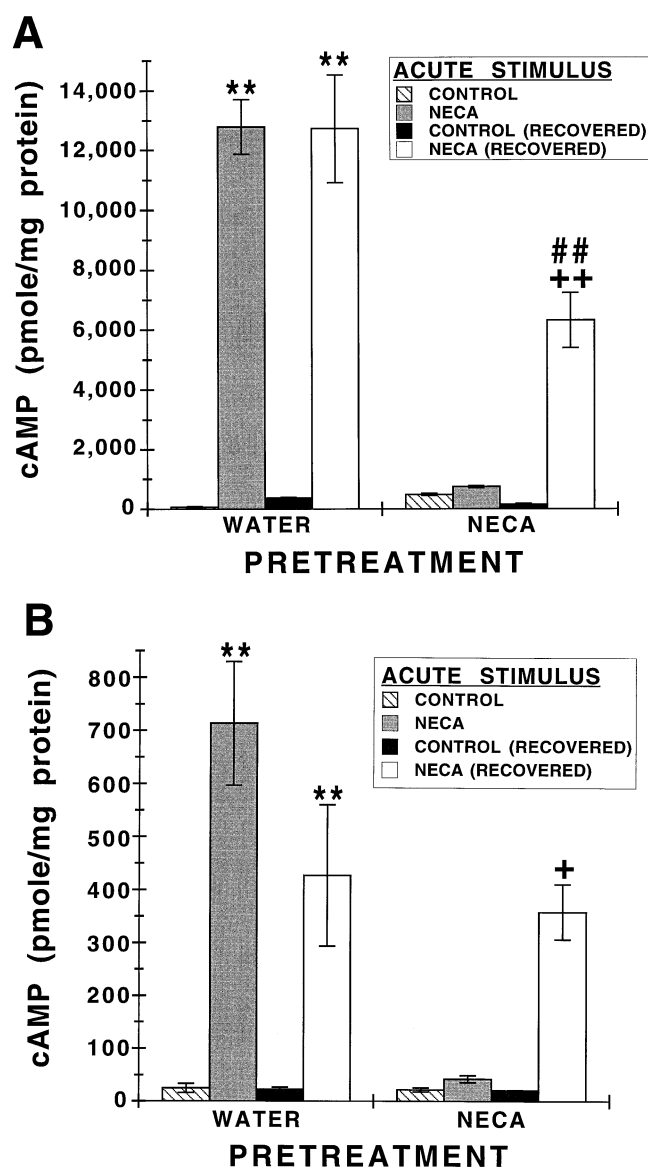 A
**
**
14,000
12,000
10,000
8,000
6,000
4,000
2,000
0
cAMP (pmole/mg protein)
ACUTE STIMULUS
CONTROL
NECA
CONTROL (RECOVERED)
NECA (RECOVERED)
##
++
WATER
NECA
PRETREATMENT
B
**
**
800
700
600
500
400
300
200
100
0
cAMP (pmole/mg protein)
ACUTE STIMULUS
CONTROL
NECA
CONTROL (RECOVERED)
NECA (RECOVERED)
+
WATER
NECA
PRETREATMENT